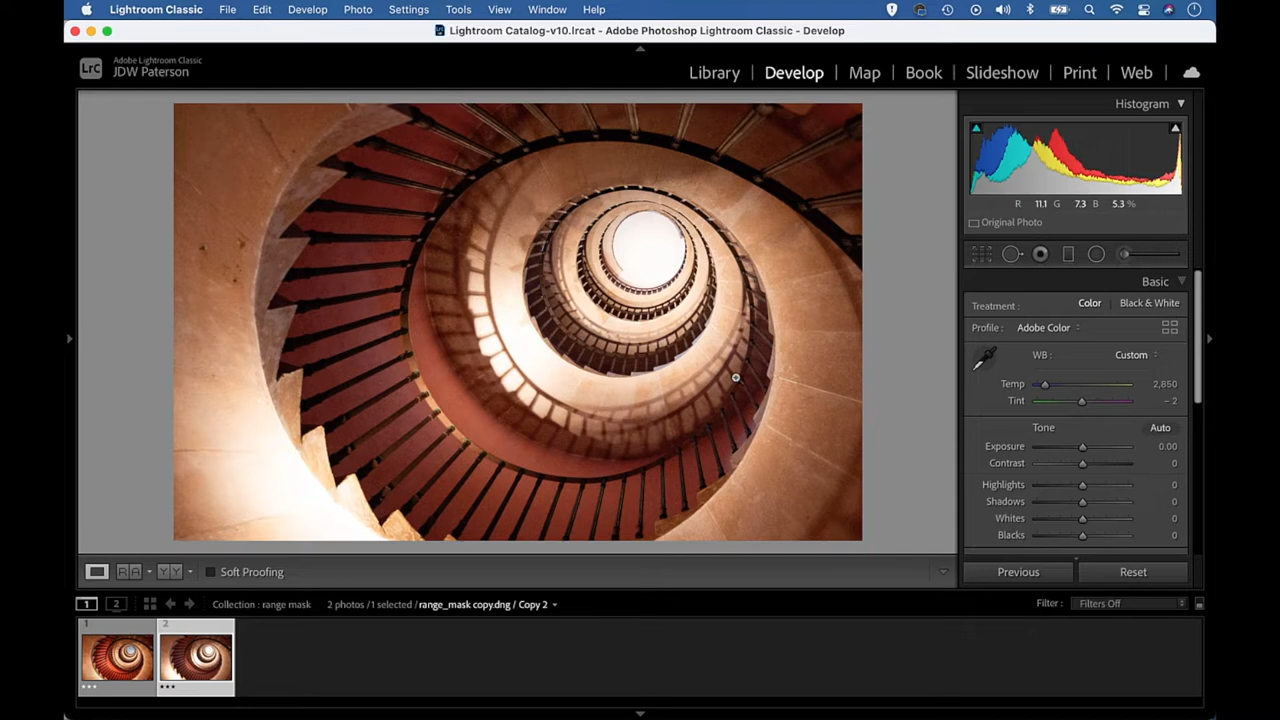 Lightroom Classic File Edit Develop Photo Settings Tools View Window Help
Lightroom Catalog-v10.lrcat - Adobe Photoshop Lightroom Classic - Develop
LrC
Adobe Lightroom Classic
JDW Paterson
Library | Develop | Map | Book | Slideshow | Print | Web
Histogram
R 11.1 G 7.3 B 5.3 %
Original Photo
Basic
Treatment : Color | Black & White
Profile : Adobe Color
WB : Custom
Temp 2,850
Tint – 2
Tone Auto
Exposure 0.00
Contrast 0
Highlights 0
Shadows 0
Whites 0
Blacks 0
Soft Proofing
Previous Reset
1 2 Collection : range mask 2 photos /1 selected /range_mask copy.dng / Copy 2
Filter : Filters Off
1 2